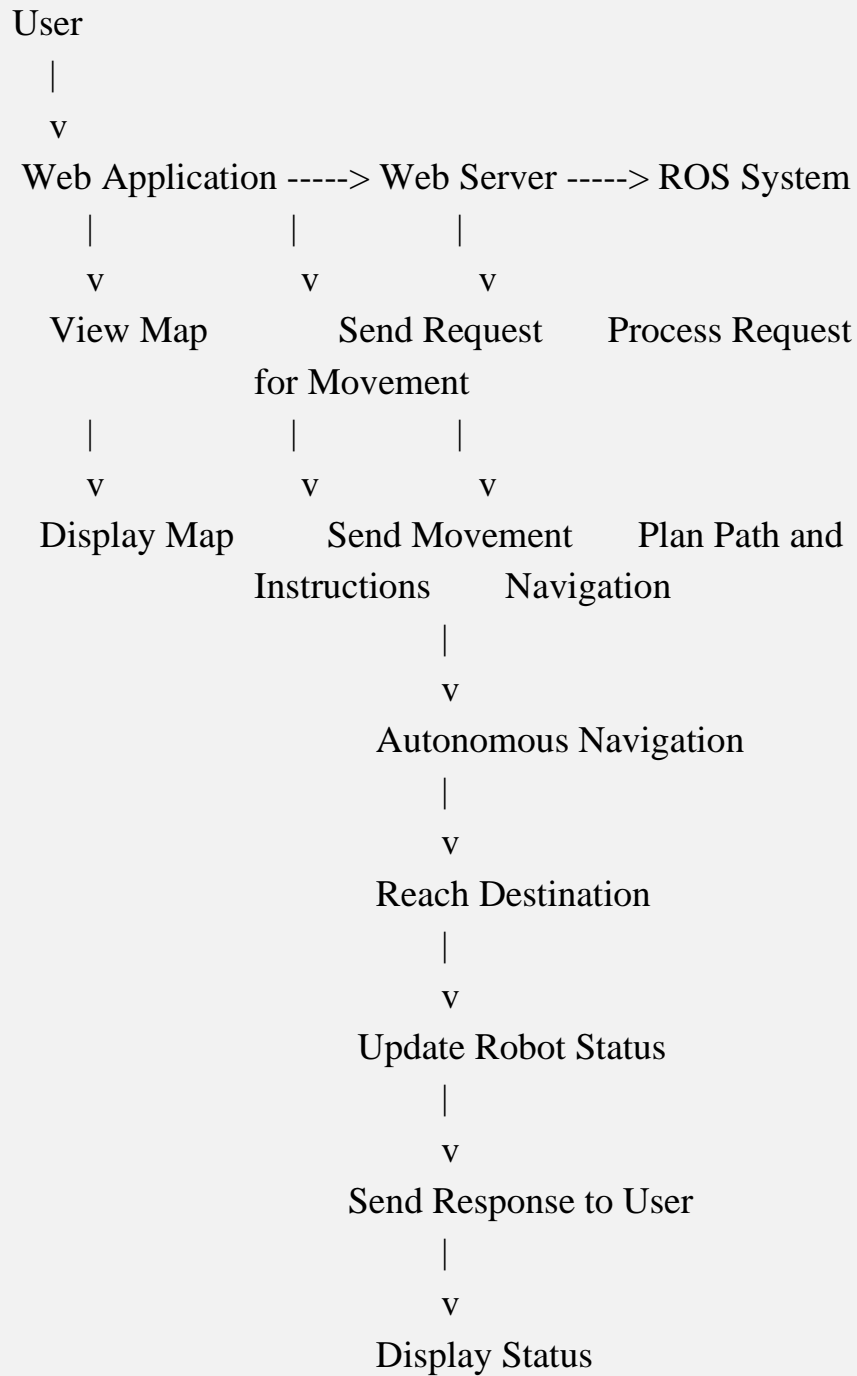 User
|
v
Web Application -----> Web Server -----> ROS System
| | |
v v v
View Map Send Request Process Request
for Movement
| | |
v v v
Display Map Send Movement Plan Path and
Instructions Navigation
|
v
Autonomous Navigation
|
v
Reach Destination
|
v
Update Robot Status
|
v
Send Response to User
|
v
Display Status